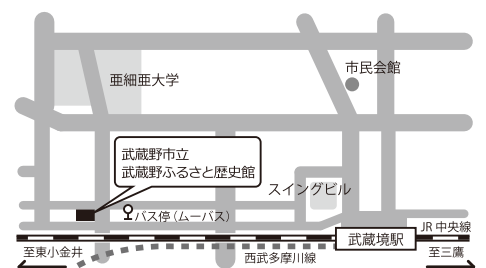 亜細亜大学
市民会館
武蔵野市立
武蔵野ふるさと歴史館
スイングビル
バス停（ムーバス）
JR 中央線
武蔵境駅
至東小金井
西武多摩川線
至三鷹